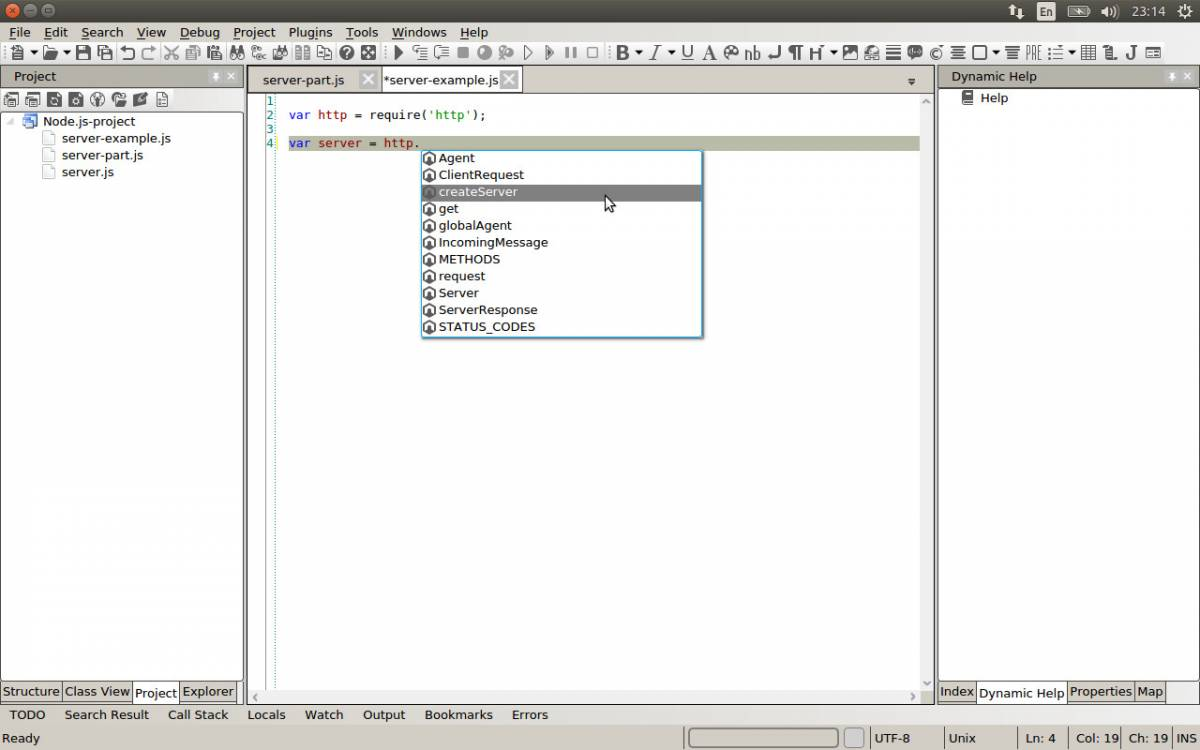 En 23:14
File Edit Search View Debug Project Plugins Tools Windows Help
B I U A nb ¶ H PRE J
Project
server-part.js *server-example.js
Dynamic Help
Node.js-project
server-example.js
server-part.js
server.js
1
2 var http = require('http');
3
4 var server = http.
Agent
ClientRequest
createServer
get
globalAgent
IncomingMessage
METHODS
request
Server
ServerResponse
STATUS_CODES
Help
Structure Class View Project Explorer
Index Dynamic Help Properties Map
TODO Search Result Call Stack Locals Watch Output Bookmarks Errors
Ready UTF-8 Unix Ln: 4 Col: 19 Ch: 19 INS